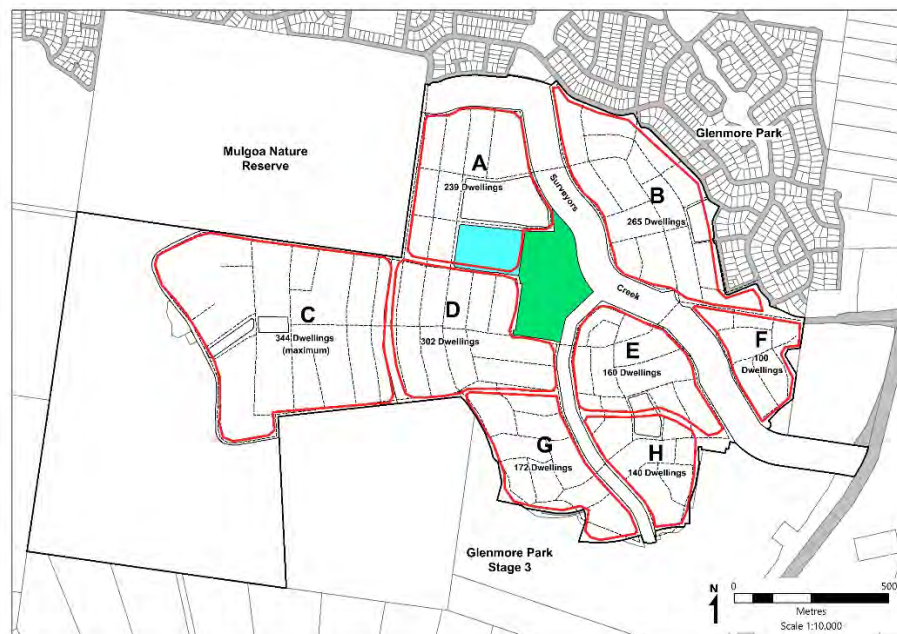 Glenmore Park
Mulgoa Nature
Reserve
A
239 Dwellings
Surveyors
B
265 Dwellings
C
344 Dwellings
(maximum)
D
302 Dwellings
Creek
E
160 Dwellings
F
100
Dwellings
G
172 Dwellings
H
140 Dwellings
Glenmore Park
Stage 3
N
0
500
Metres
Scale 1:10,000